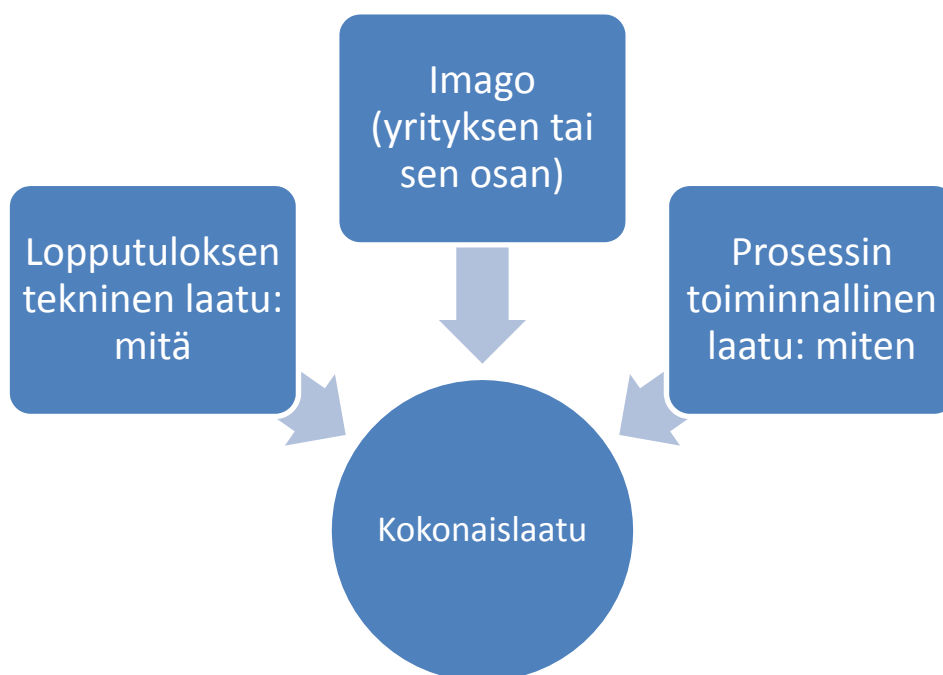 Imago
(yrityksen tai
sen osan)
Lopputuloksen
tekninen laatu:
mitä
Prosessin
toiminnallinen
laatu: miten
Kokonaislaatu